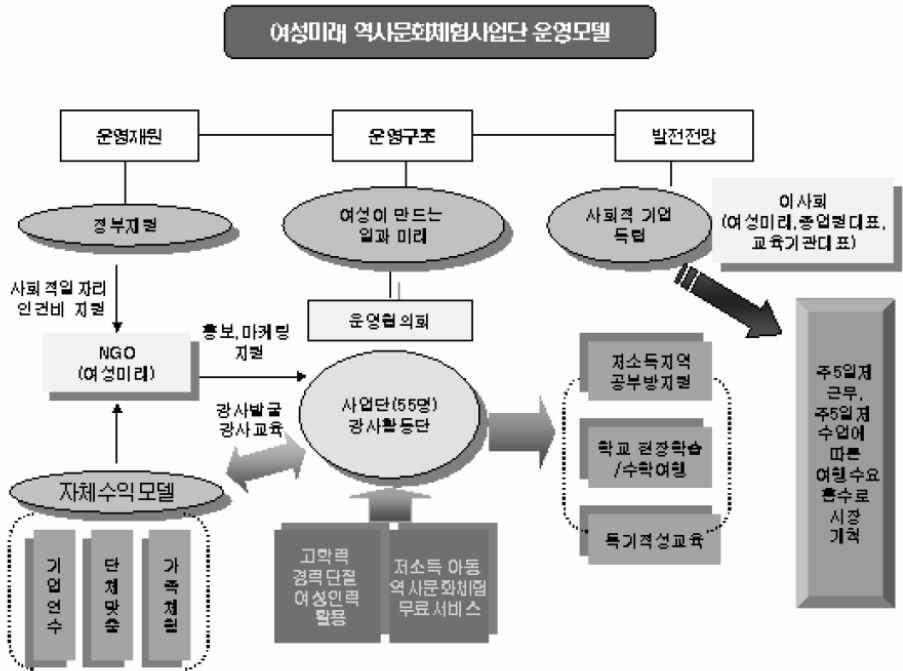 여성미래 역사문화체험사업단 운영모델
운영재원
운영구조
발전전망
정부지원
여성이 만드는
일과 미래
사회적 기업
독립
이사회
(여성미래,종업원대표,
교육기관대표)
사회적일자리
인건비 지원
운영협의회
NGO
(여성미래)
홍보,마케팅
지원
사업단(55명)
강사활동단
강사발굴
강사교육
저소득지역
공부방지원
학교 현장학습
/수학여행
특기적성교육
주5일제
근무,
주5일제
수업에
따른
여행수요
흡수로
시장
개척
자체수익모델
기업연수
단체맞춤
가족체험
고학력
경력단절
여성인력
활용
저소득 아동
역사문화체험
무료서비스